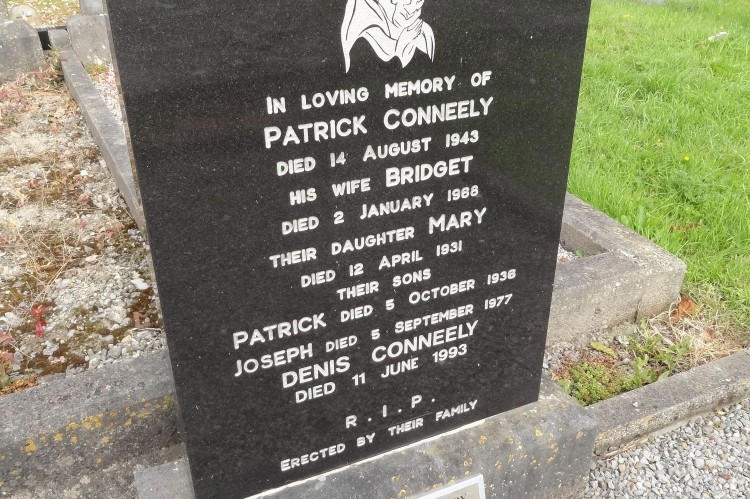 IN LOVING MEMORY OF
PATRICK CONNEELY
DIED 14 AUGUST 1943
HIS WIFE BRIDGET
DIED 2 JANUARY 1968
THEIR DAUGHTER MARY
DIED 12 APRIL 1931
THEIR SONS
PATRICK DIED 5 OCTOBER 1936
JOSEPH DIED 5 SEPTEMBER 1977
DENIS CONNEELY
DIED 11 JUNE 1993
R.I.P.
ERECTED BY THEIR FAMILY